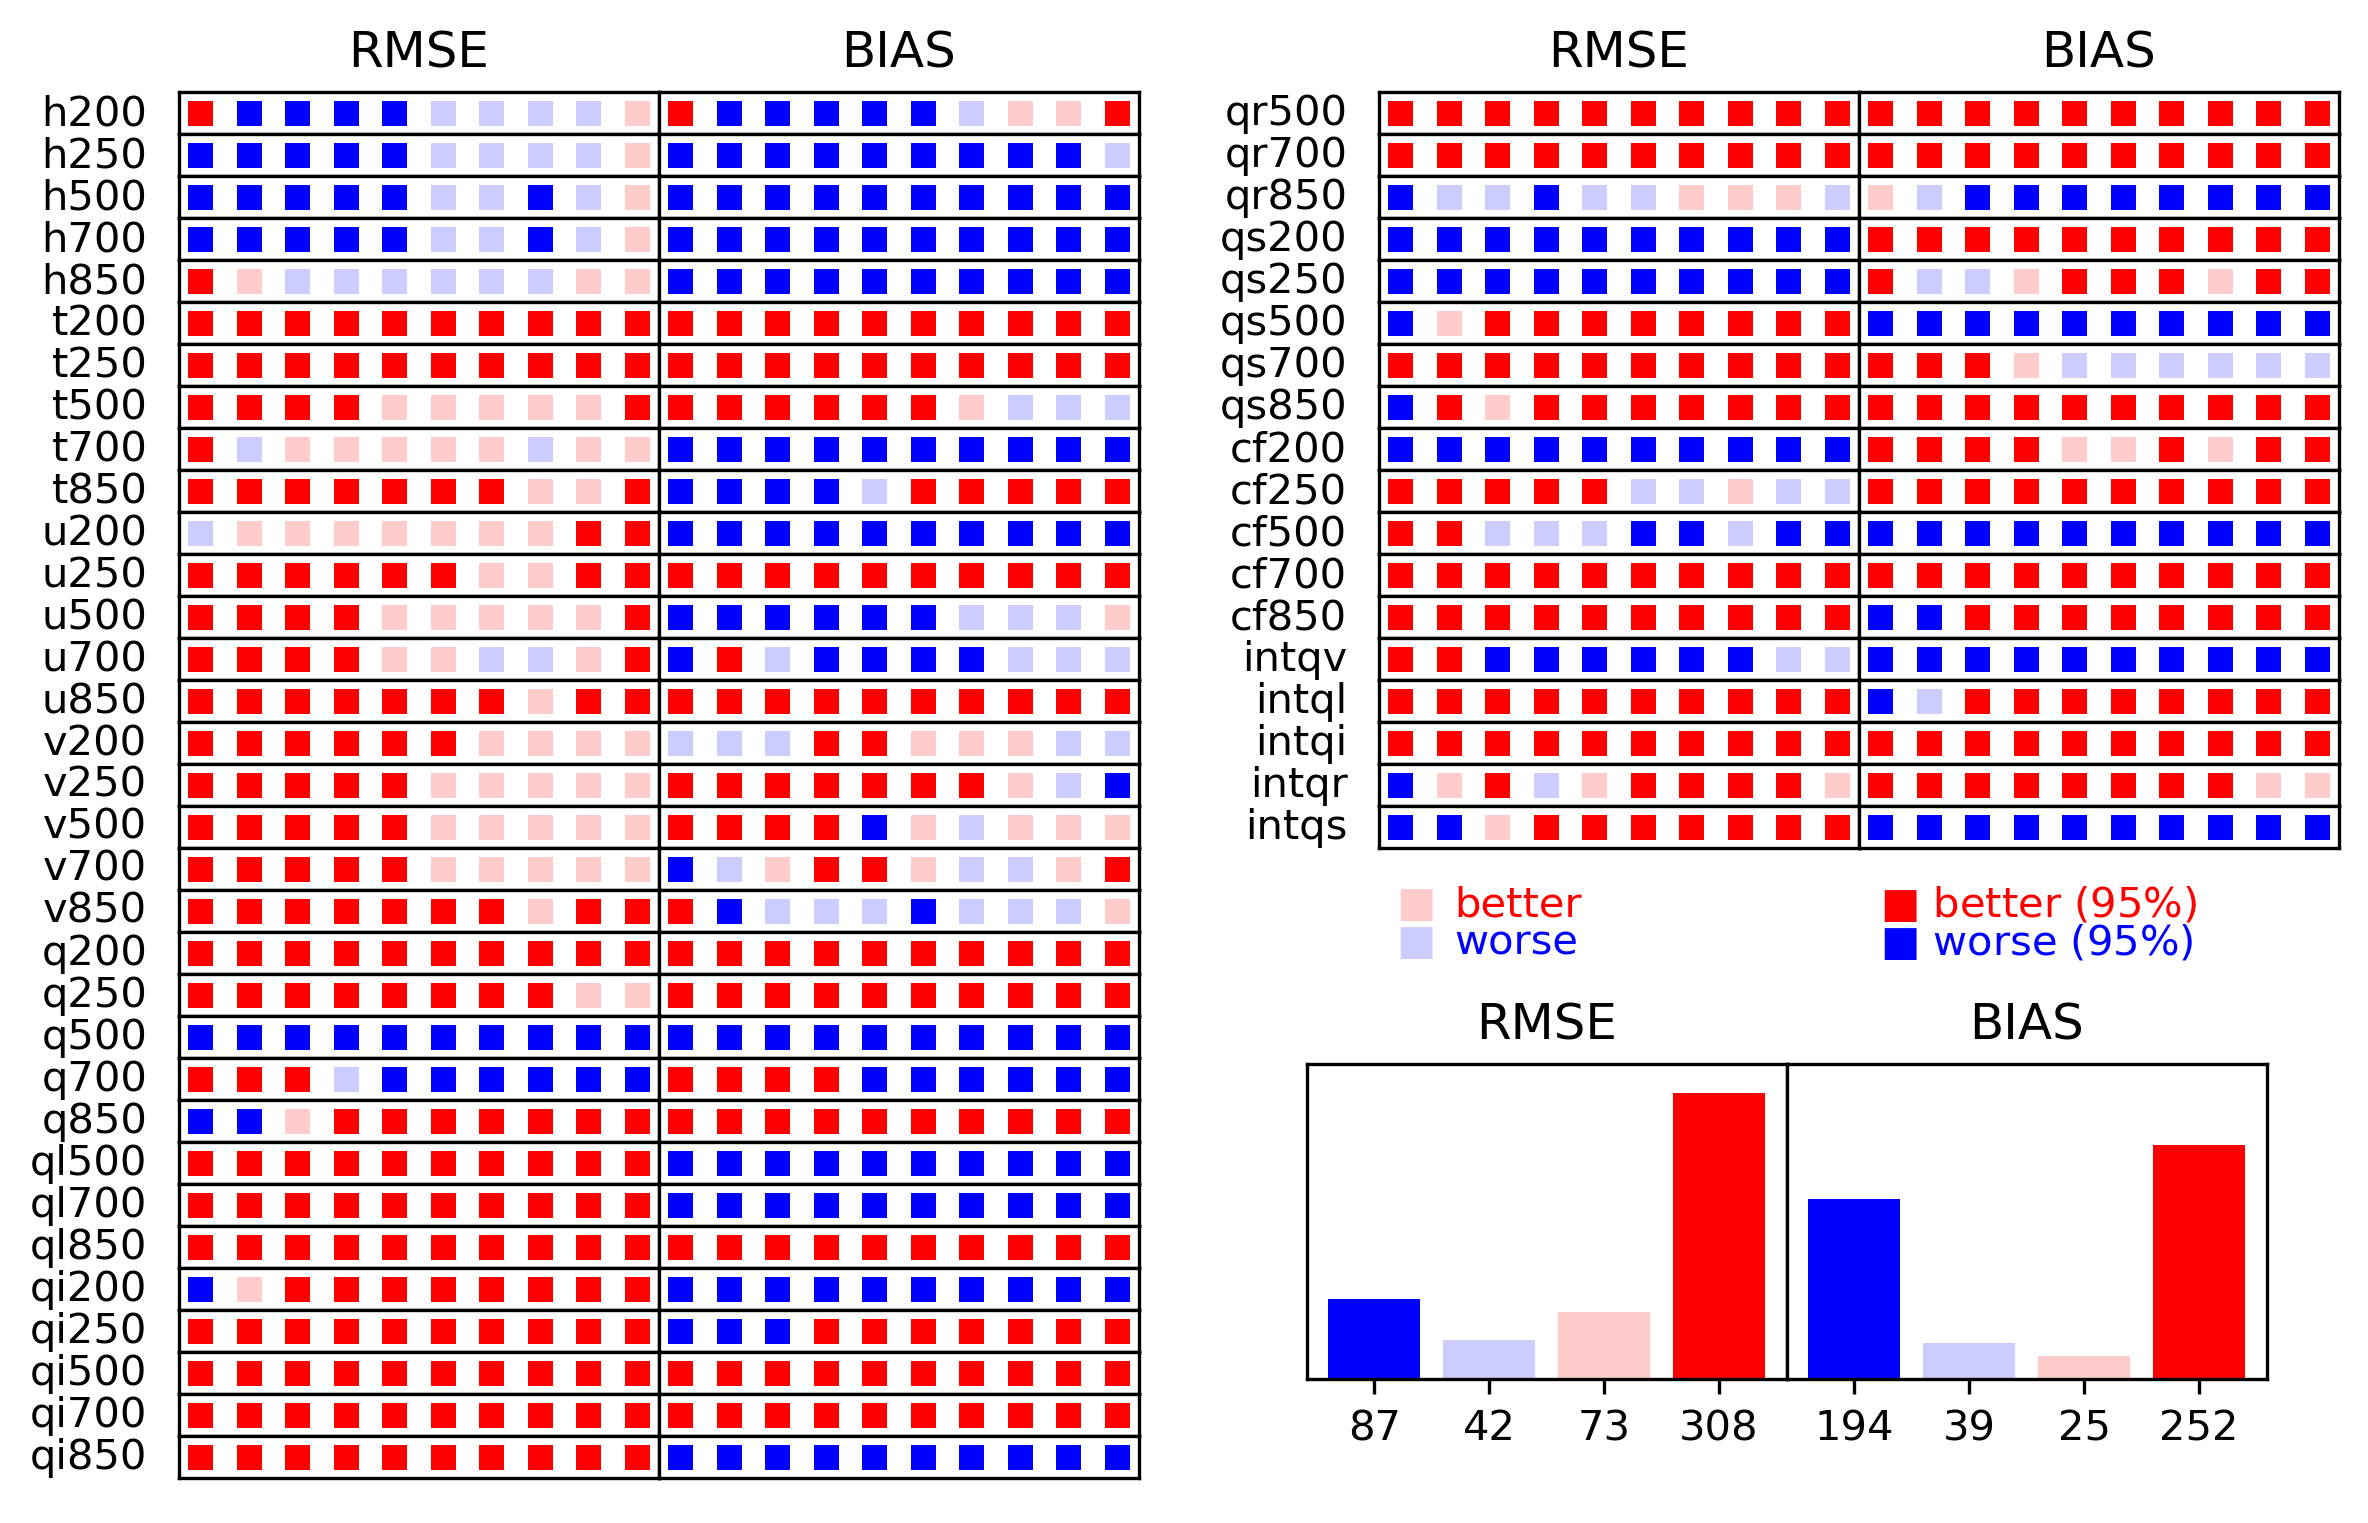 RMSE BIAS
h200
h250
h500
h700
h850
t200
t250
t500
t700
t850
u200
u250
u500
u700
u850
v200
v250
v500
v700
v850
q200
q250
q500
q700
q850
ql500
ql700
ql850
qi200
qi250
qi500
qi700
qi850
RMSE BIAS
qr500
qr700
qr850
qs200
qs250
qs500
qs700
qs850
cf200
cf250
cf500
cf700
cf850
intqv
intql
intqi
intqr
intqs
better better (95%)
worse worse (95%)
RMSE BIAS
87 42 73 308 194 39 25 252